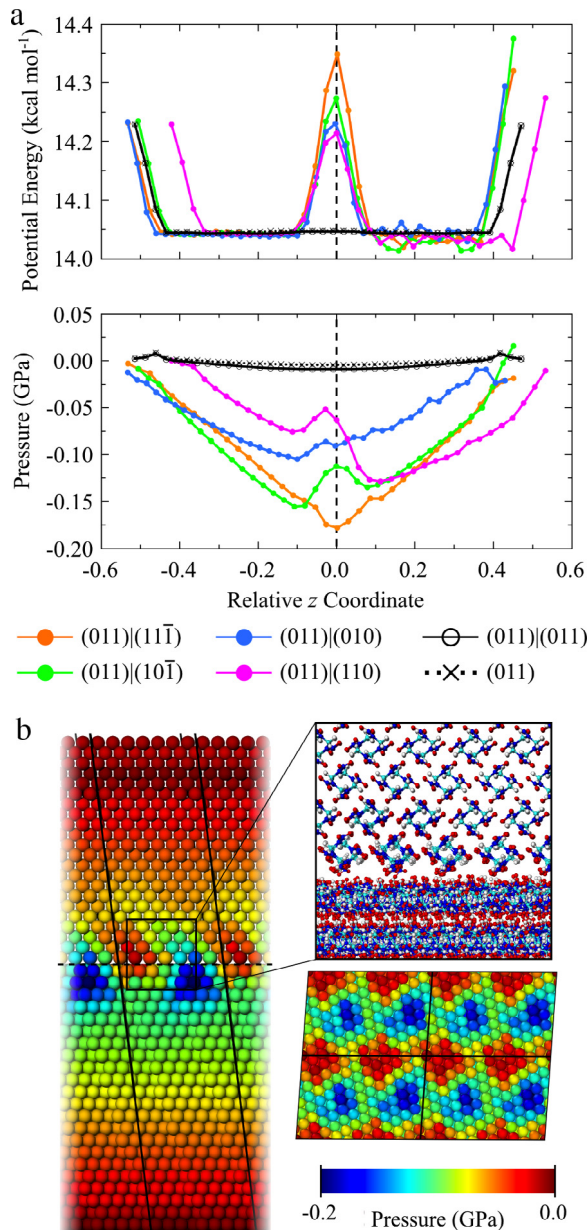 a
14.4
14.3
14.2
14.1
14.0
Potential Energy (kcal mol⁻¹)
0.05
0.00
-0.05
-0.10
-0.15
-0.20
Pressure (GPa)
-0.6 -0.4 -0.2 0.0 0.2 0.4 0.6
Relative z Coordinate
(011)|(111̅) (011)|(010) (011)|(011)
(011)|(101̅) (011)|(110) (011)
b
-0.2 0.0
Pressure (GPa)